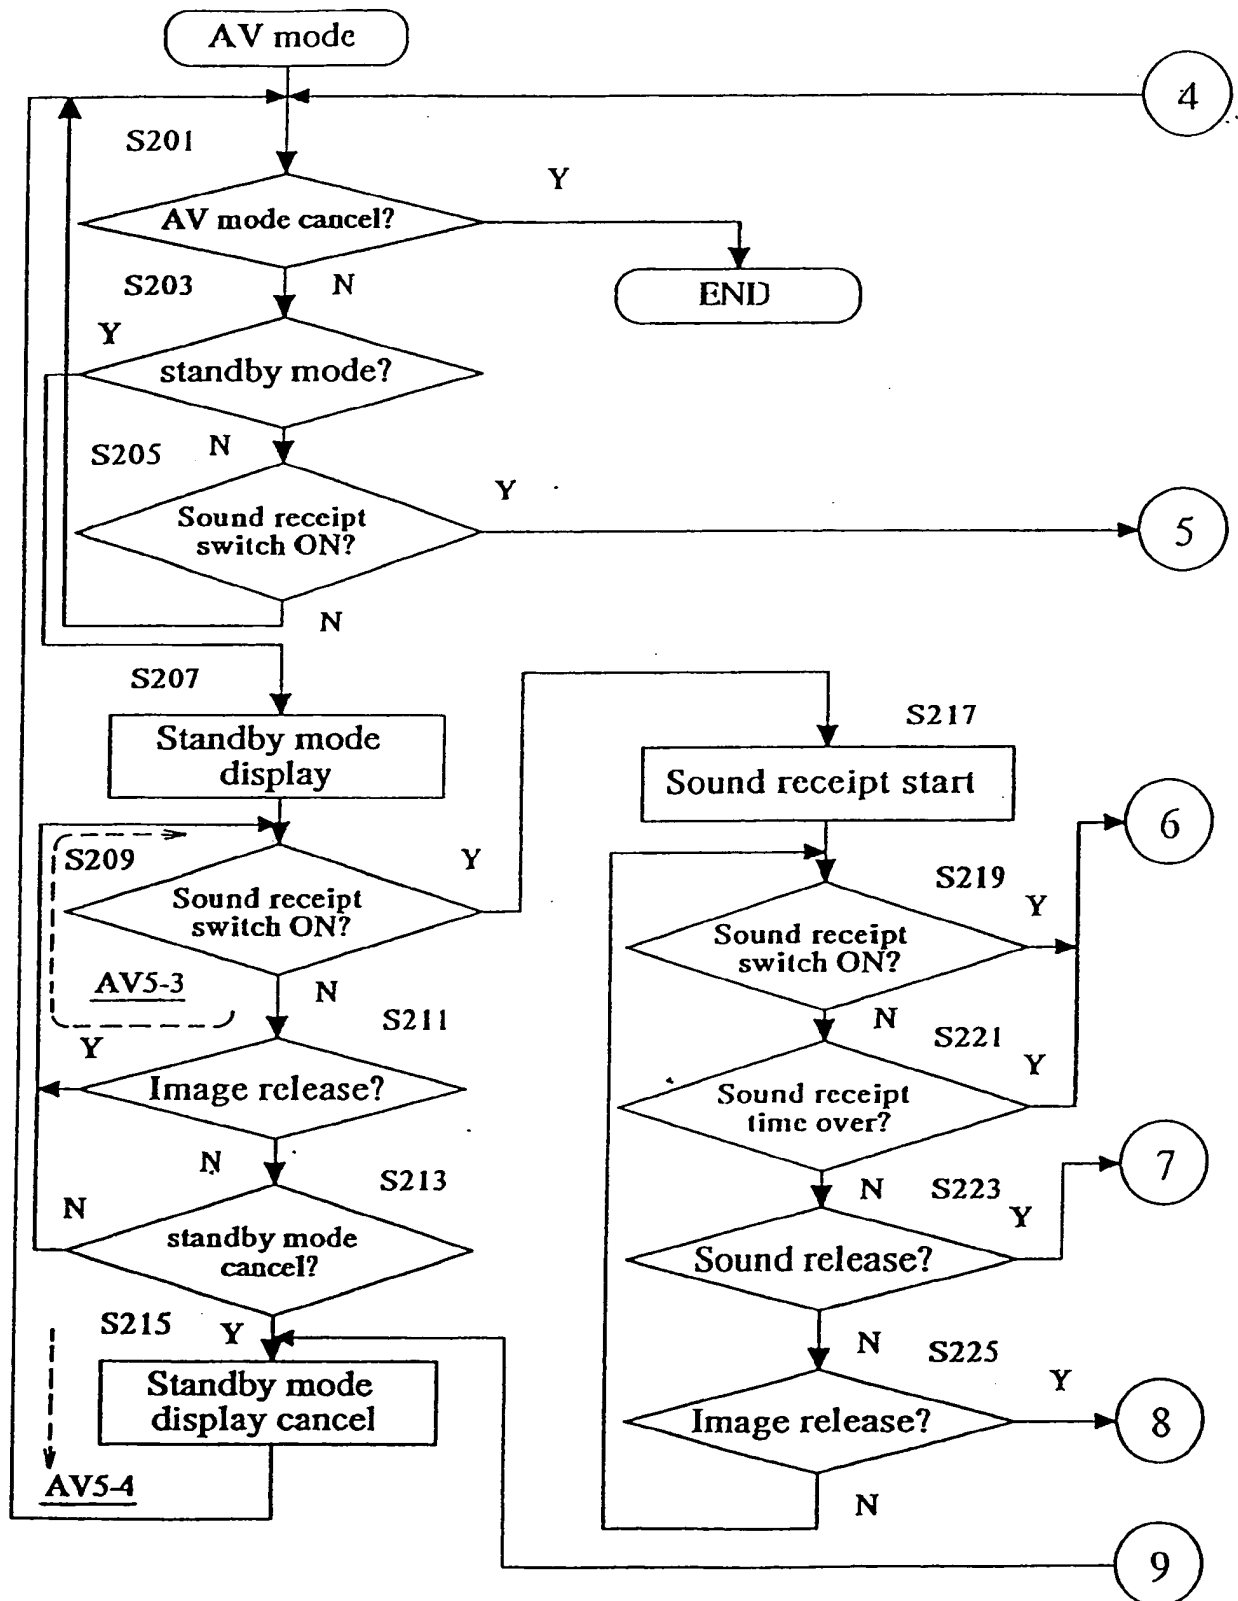 AV mode
4
S201
Y
AV mode cancel?
S203
N
END
Y
standby mode?
S205
N
Y
Sound receipt
switch ON?
5
N
S207
S217
Standby mode
display
Sound receipt start
6
S209
Y
S219
Y
Sound receipt
switch ON?
Sound receipt
switch ON?
AV5-3
N
S211
N
S221
Y
Y
Image release?
Sound receipt
time over?
7
N
S213
N
S223
Y
N
standby mode
cancel?
Sound release?
S215
Y
N
S225
Y
Standby mode
display cancel
Image release?
8
AV5-4
N
9